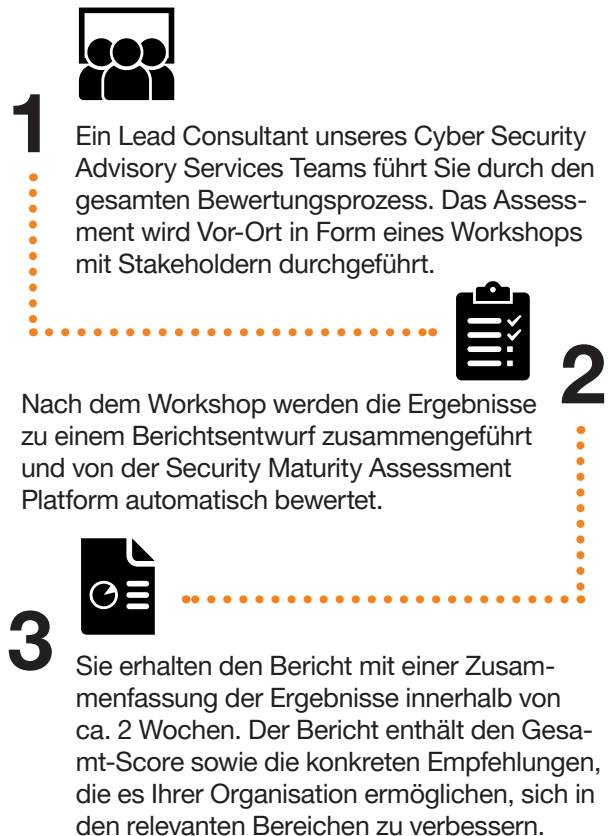 1
Ein Lead Consultant unseres Cyber Security
Advisory Services Teams führt Sie durch den
gesamten Bewertungsprozess. Das Assess-
ment wird Vor-Ort in Form eines Workshops
mit Stakeholdern durchgeführt.
2
Nach dem Workshop werden die Ergebnisse
zu einem Berichtsentwurf zusammengeführt
und von der Security Maturity Assessment
Platform automatisch bewertet.
3
Sie erhalten den Bericht mit einer Zusam-
menfassung der Ergebnisse innerhalb von
ca. 2 Wochen. Der Bericht enthält den Gesa-
mt-Score sowie die konkreten Empfehlungen,
die es Ihrer Organisation ermöglichen, sich in
den relevanten Bereichen zu verbessern.